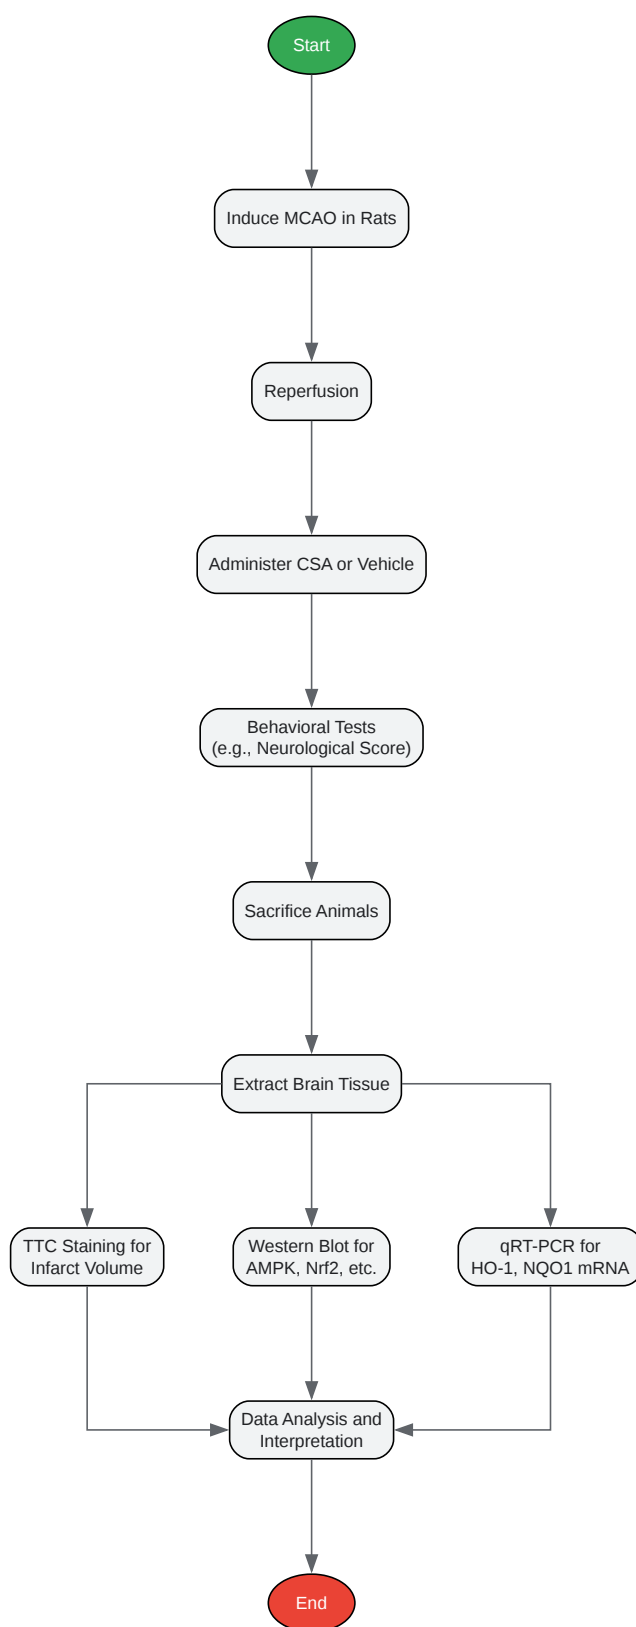 Start
Induce MCAO in Rats
Reperfusion
Administer CSA or Vehicle
Behavioral Tests
(e.g., Neurological Score)
Sacrifice Animals
Extract Brain Tissue
TTC Staining for
Infarct Volume
Western Blot for
AMPK, Nrf2, etc.
qRT-PCR for
HO-1, NQO1 mRNA
Data Analysis and
Interpretation
End